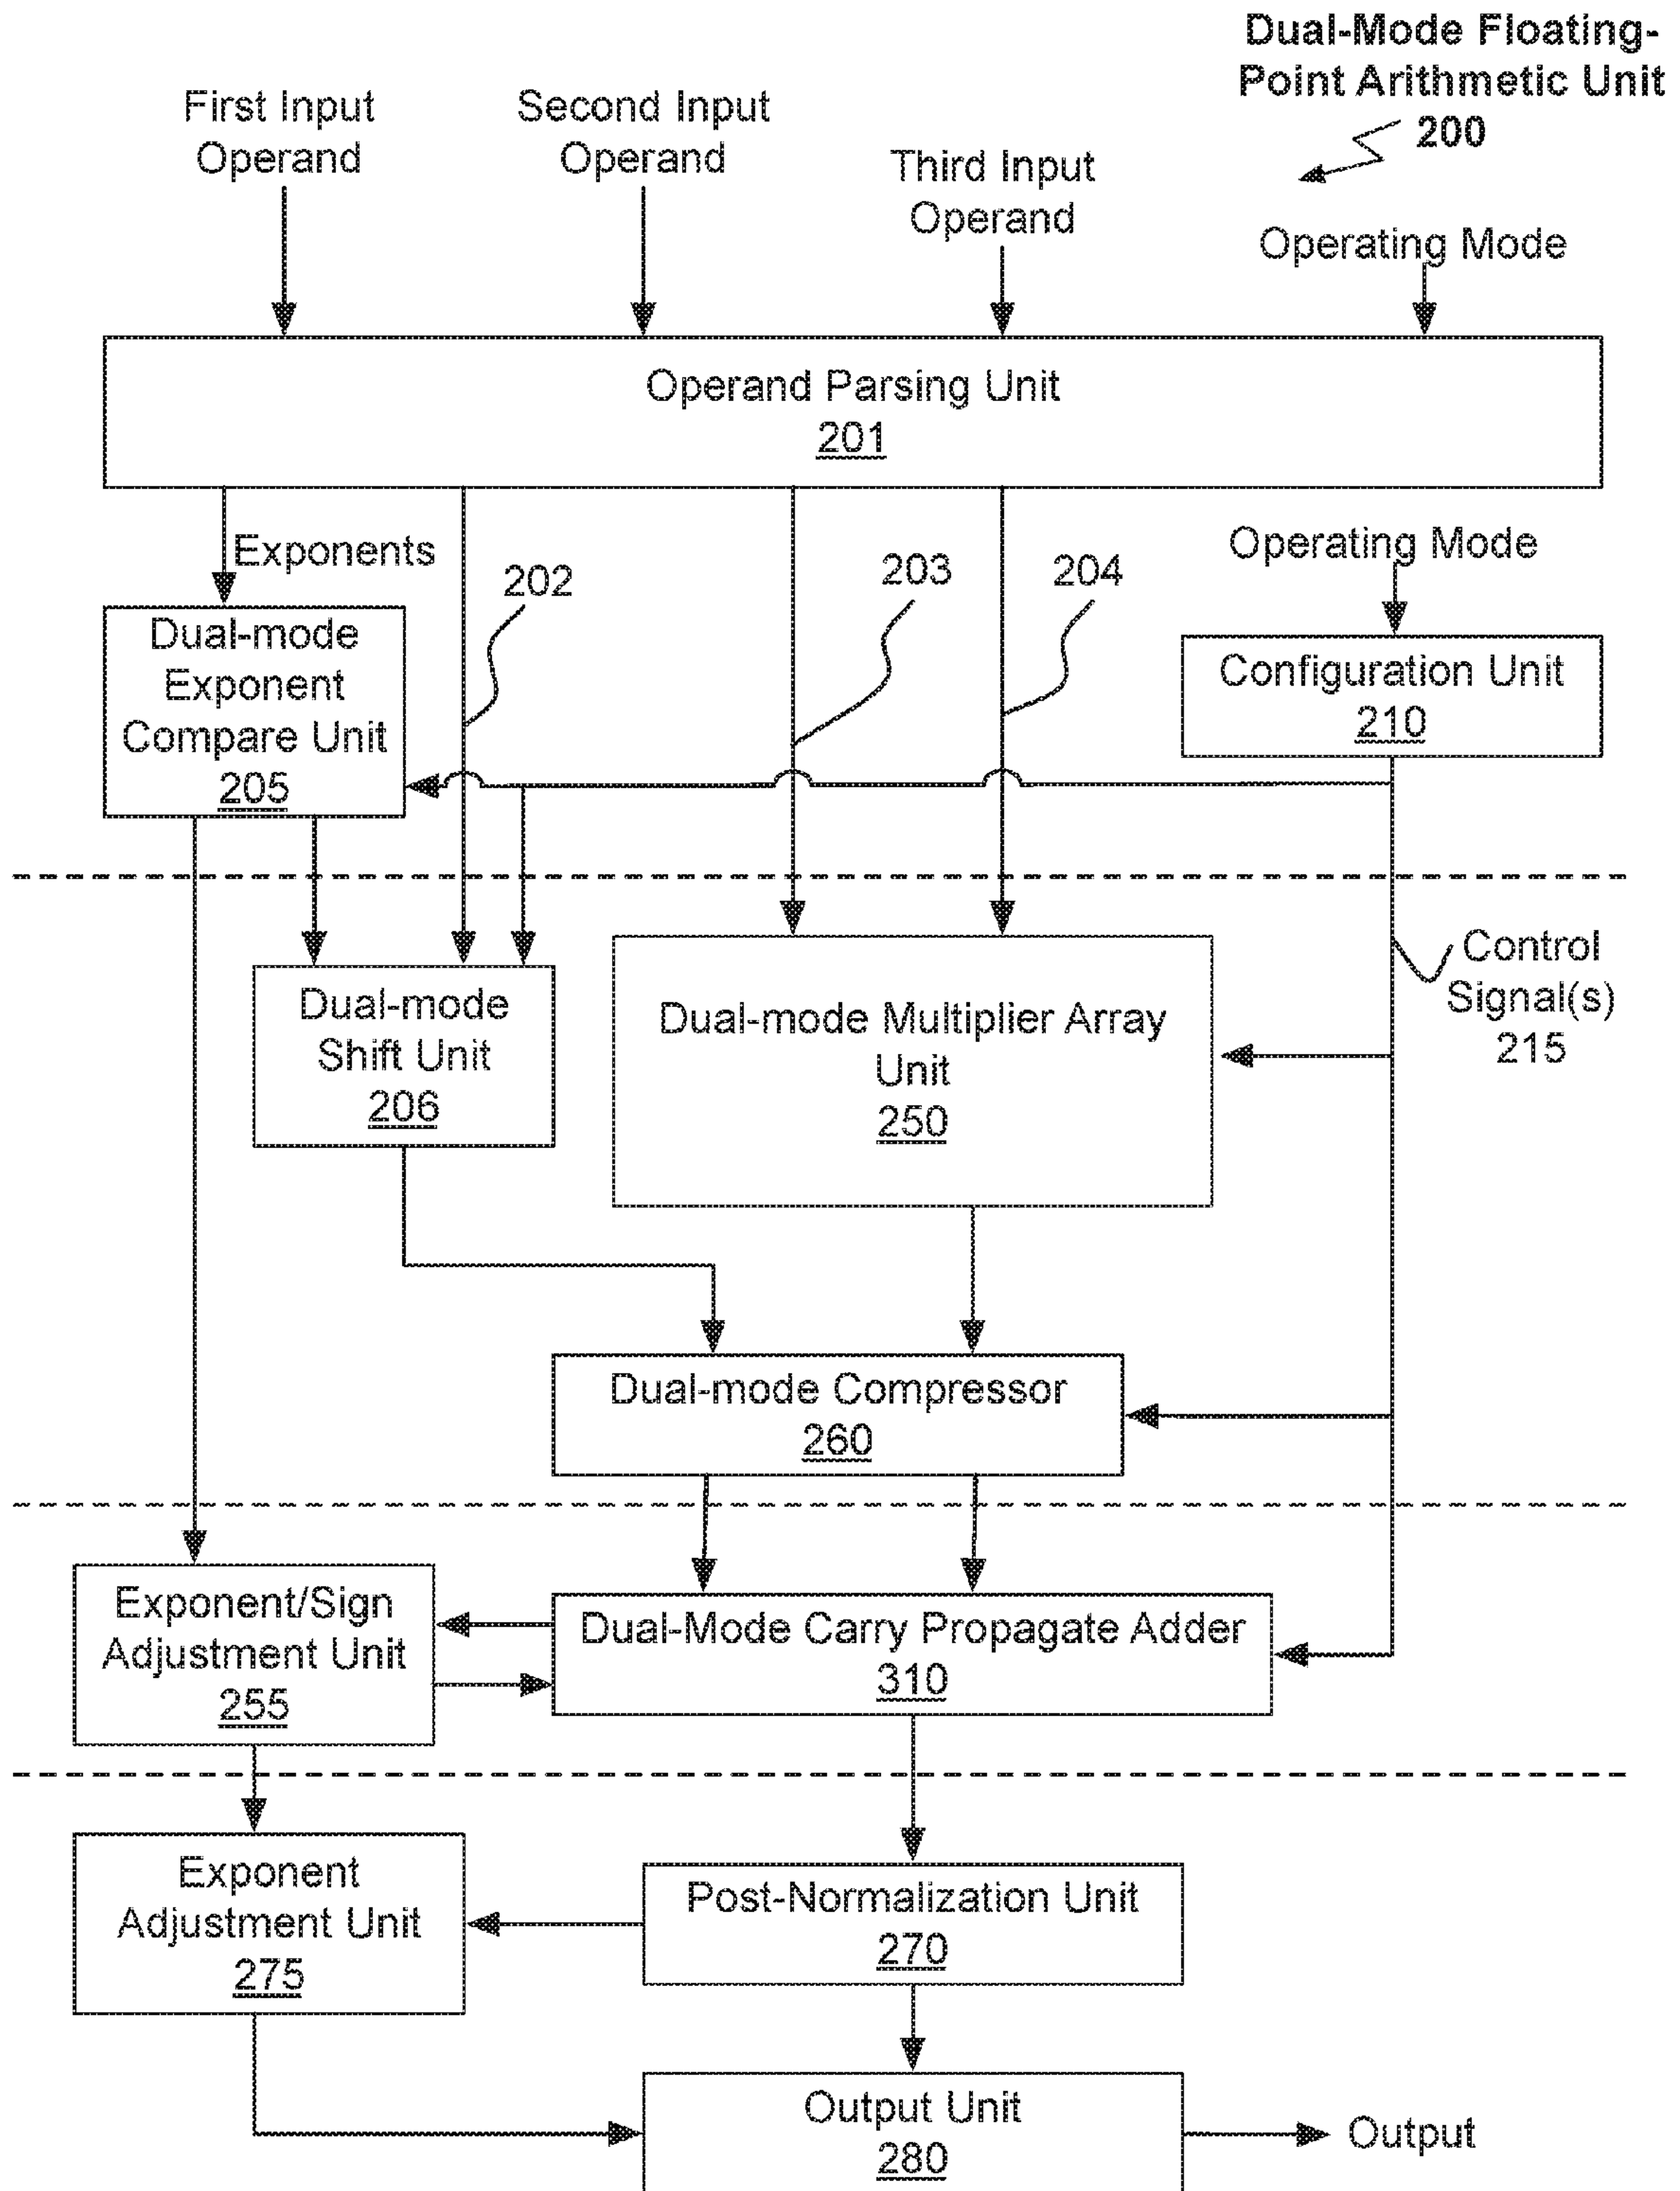 Dual-Mode Floating-
Point Arithmetic Unit
200
First Input
Operand
Second Input
Operand
Third Input
Operand
Operating Mode
Operand Parsing Unit
201
Exponents
202
203
204
Operating Mode
Dual-mode
Exponent
Compare Unit
205
Configuration Unit
210
Control
Signal(s)
215
Dual-mode
Shift Unit
206
Dual-mode Multiplier Array
Unit
250
Dual-mode Compressor
260
Exponent/Sign
Adjustment Unit
255
Dual-Mode Carry Propagate Adder
310
Exponent
Adjustment Unit
275
Post-Normalization Unit
270
Output Unit
280
Output